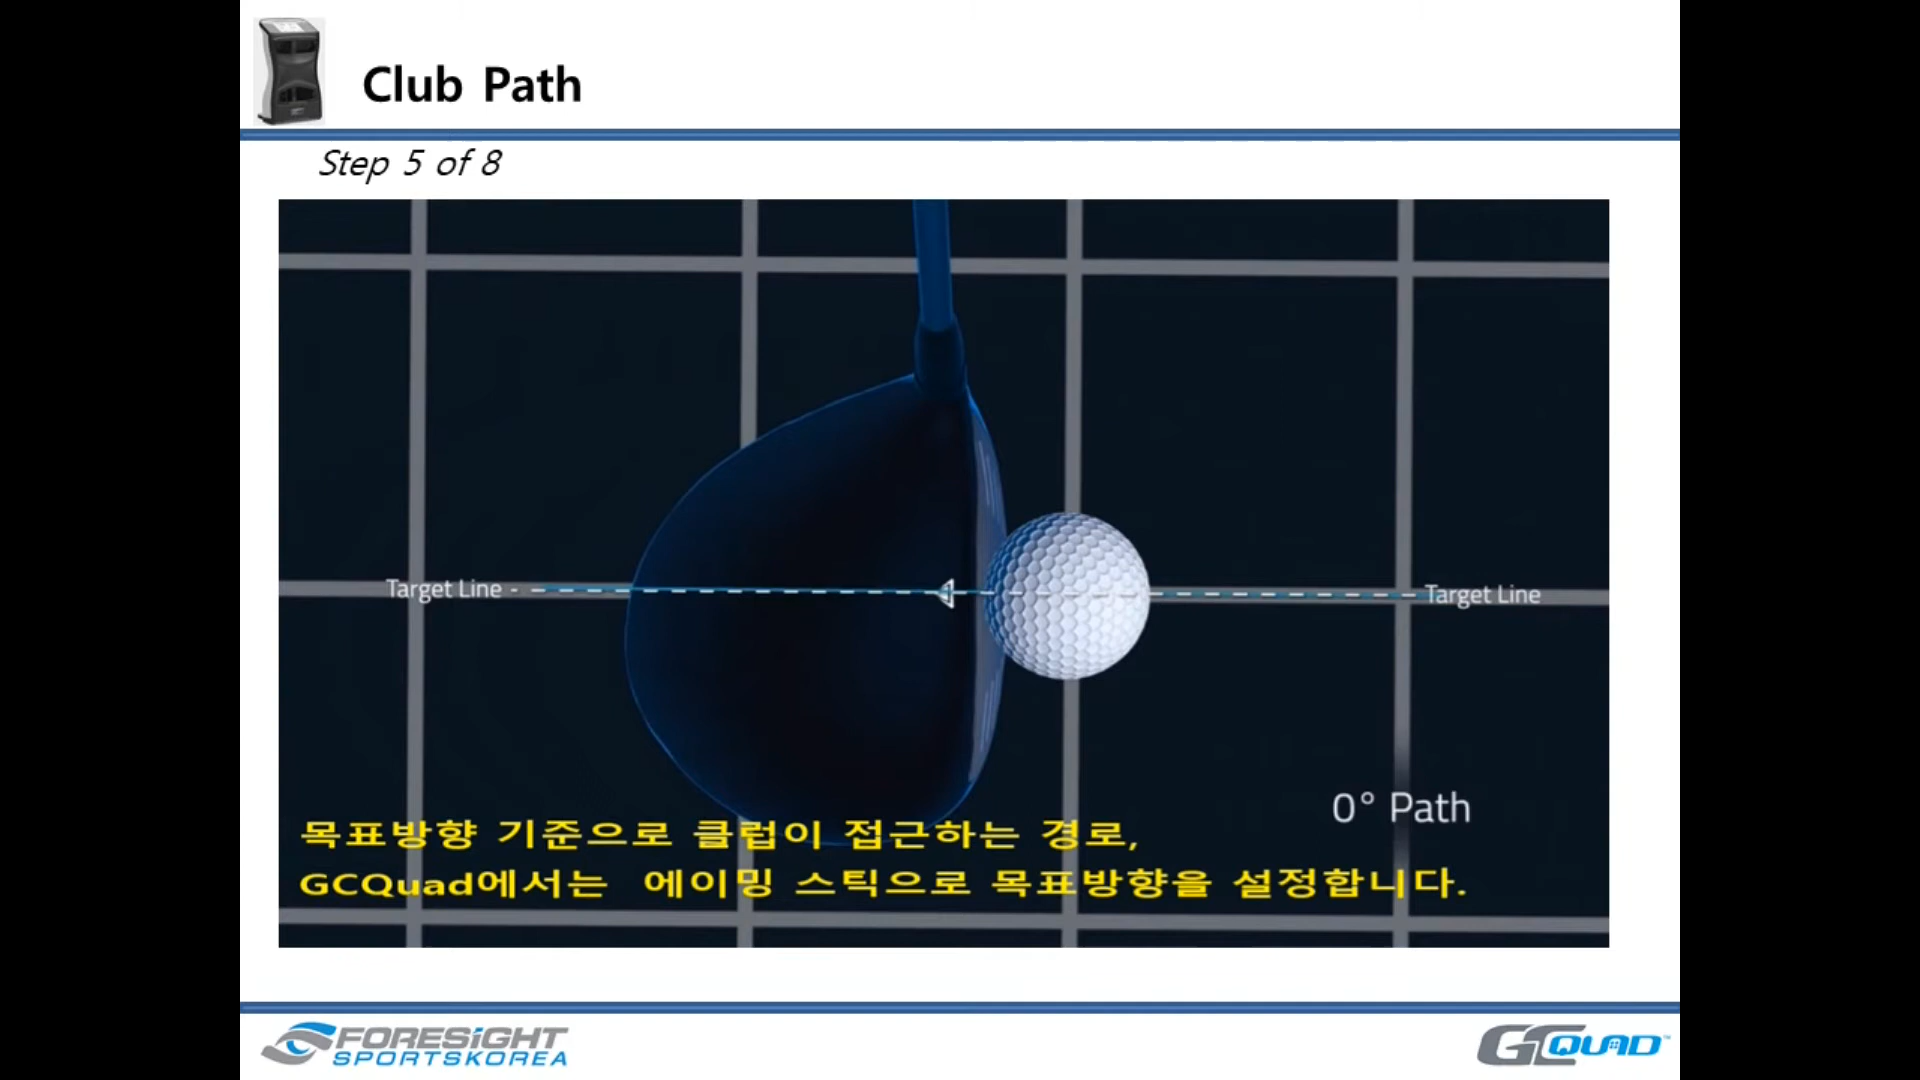 Club Path
Step 5 of 8
Target Line
Target Line
0° Path
목표방향 기준으로 클럽이 접근하는 경로,
GCQuad에서는 에이밍 스틱으로 목표방향을 설정합니다.
FORESiGHT
SPORTSKOREA
GCQUAD™